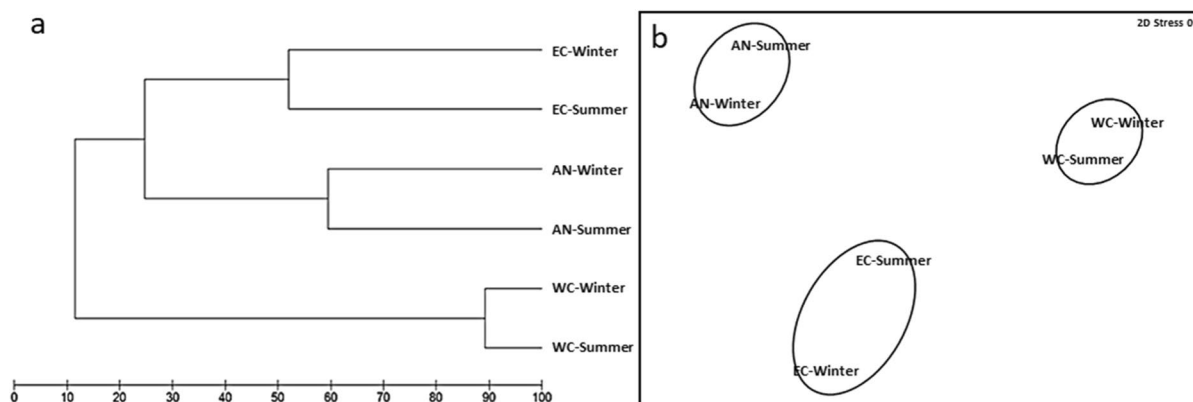 a
EC-Winter
EC-Summer
AN-Winter
AN-Summer
WC-Winter
WC-Summer
0 10 20 30 40 50 60 70 80 90 100
b
2D Stress 0
AN-Summer
AN-Winter
WC-Winter
WC-Summer
EC-Summer
EC-Winter